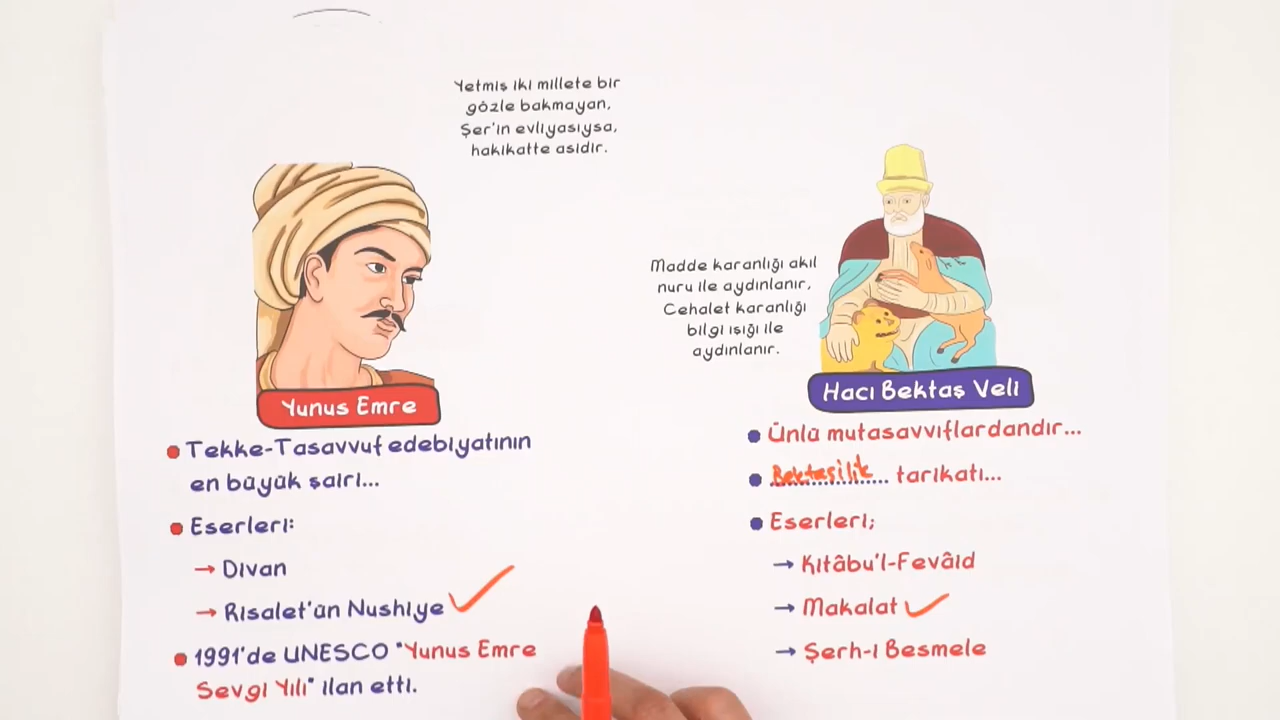 Yetmiş iki millete bir
gözle bakmayan,
Şer'in evliyasıysa,
hakikatte asidir.
Yunus Emre
Tekke-Tasavvuf edebiyatının
en büyük şairi...
Eserleri:
→ Divan
→ Risalet'ün Nushiye
1991'de UNESCO "Yunus Emre
Sevgi Yılı" ilan etti.
Madde karanlığı akıl
nuru ile aydınlanır,
Cehalet karanlığı
bilgi ışığı ile
aydınlanır.
Hacı Bektaş Veli
Ünlü mutasavvıflardandır...
Bektaşilik tarikatı...
Eserleri;
→ Kitâbu'l-Fevâid
→ Makalat
→ Şerh-i Besmele